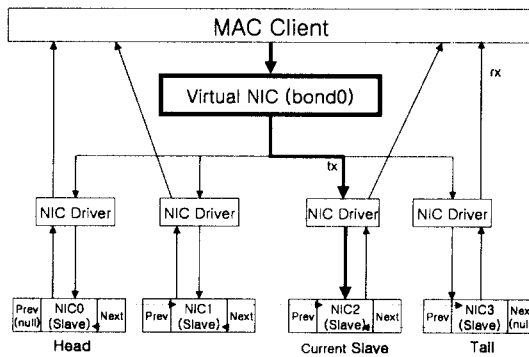 MAC Client
rx
Virtual NIC (bond0)
tx
NIC Driver
NIC Driver
NIC Driver
NIC Driver
Prev (null) NIC0 (Slave) Next
Prev NIC1 (Slave) Next
Prev NIC2 (Slave) Next
Prev NIC3 (Slave) Next (nul
Head
Current Slave
Tail